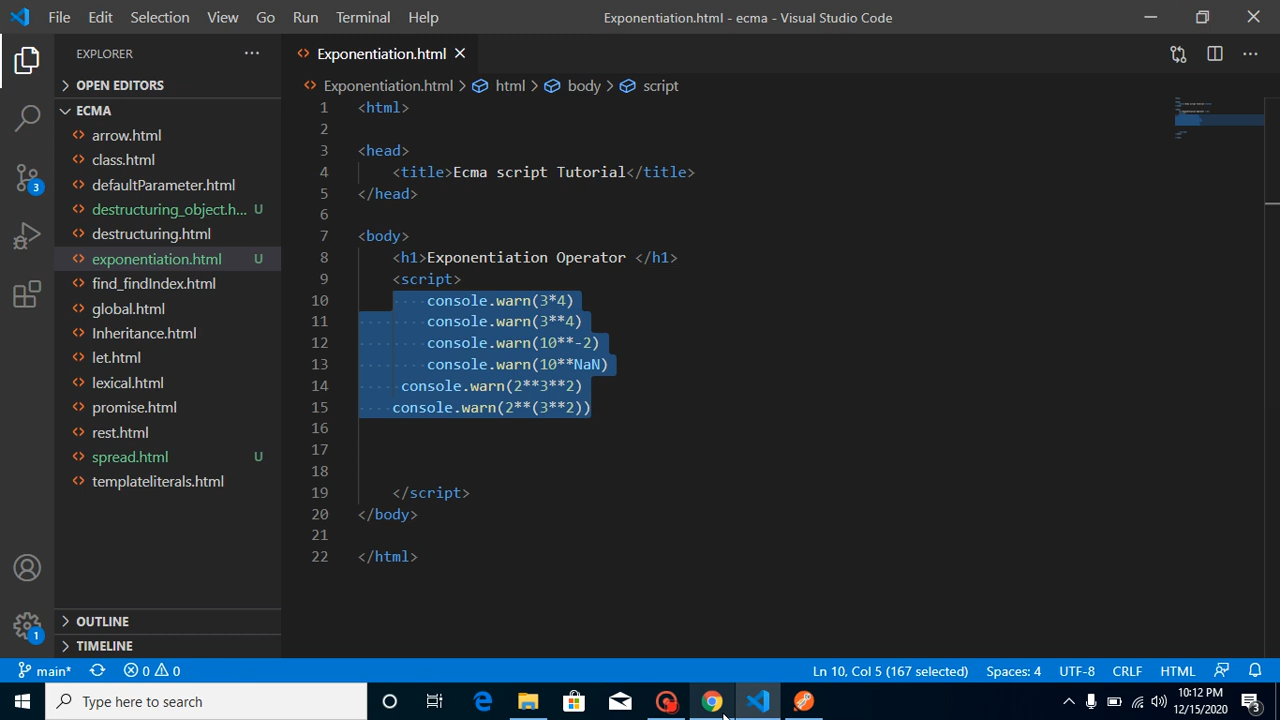 File Edit Selection View Go Run Terminal Help Exponentiation.html - ecma - Visual Studio Code
EXPLORER
Exponentiation.html
OPEN EDITORS
ECMA
arrow.html
class.html
defaultParameter.html
destructuring_object.h... U
destructuring.html
exponentiation.html U
find_findIndex.html
global.html
Inheritance.html
let.html
lexical.html
promise.html
rest.html
spread.html U
templateliterals.html
OUTLINE
TIMELINE
3
1
Exponentiation.html > html > body > script
1 <html>
2
3 <head>
4 <title>Ecma script Tutorial</title>
5 </head>
6
7 <body>
8 <h1>Exponentiation Operator </h1>
9 <script>
10 console.warn(3*4)
11 console.warn(3**4)
12 console.warn(10**-2)
13 console.warn(10**NaN)
14 console.warn(2**3**2)
15 console.warn(2**(3**2))
16
17
18
19 </script>
20 </body>
21
22 </html>
main* 0 0 Ln 10, Col 5 (167 selected) Spaces: 4 UTF-8 CRLF HTML
Type here to search
10:12 PM
12/15/2020
3